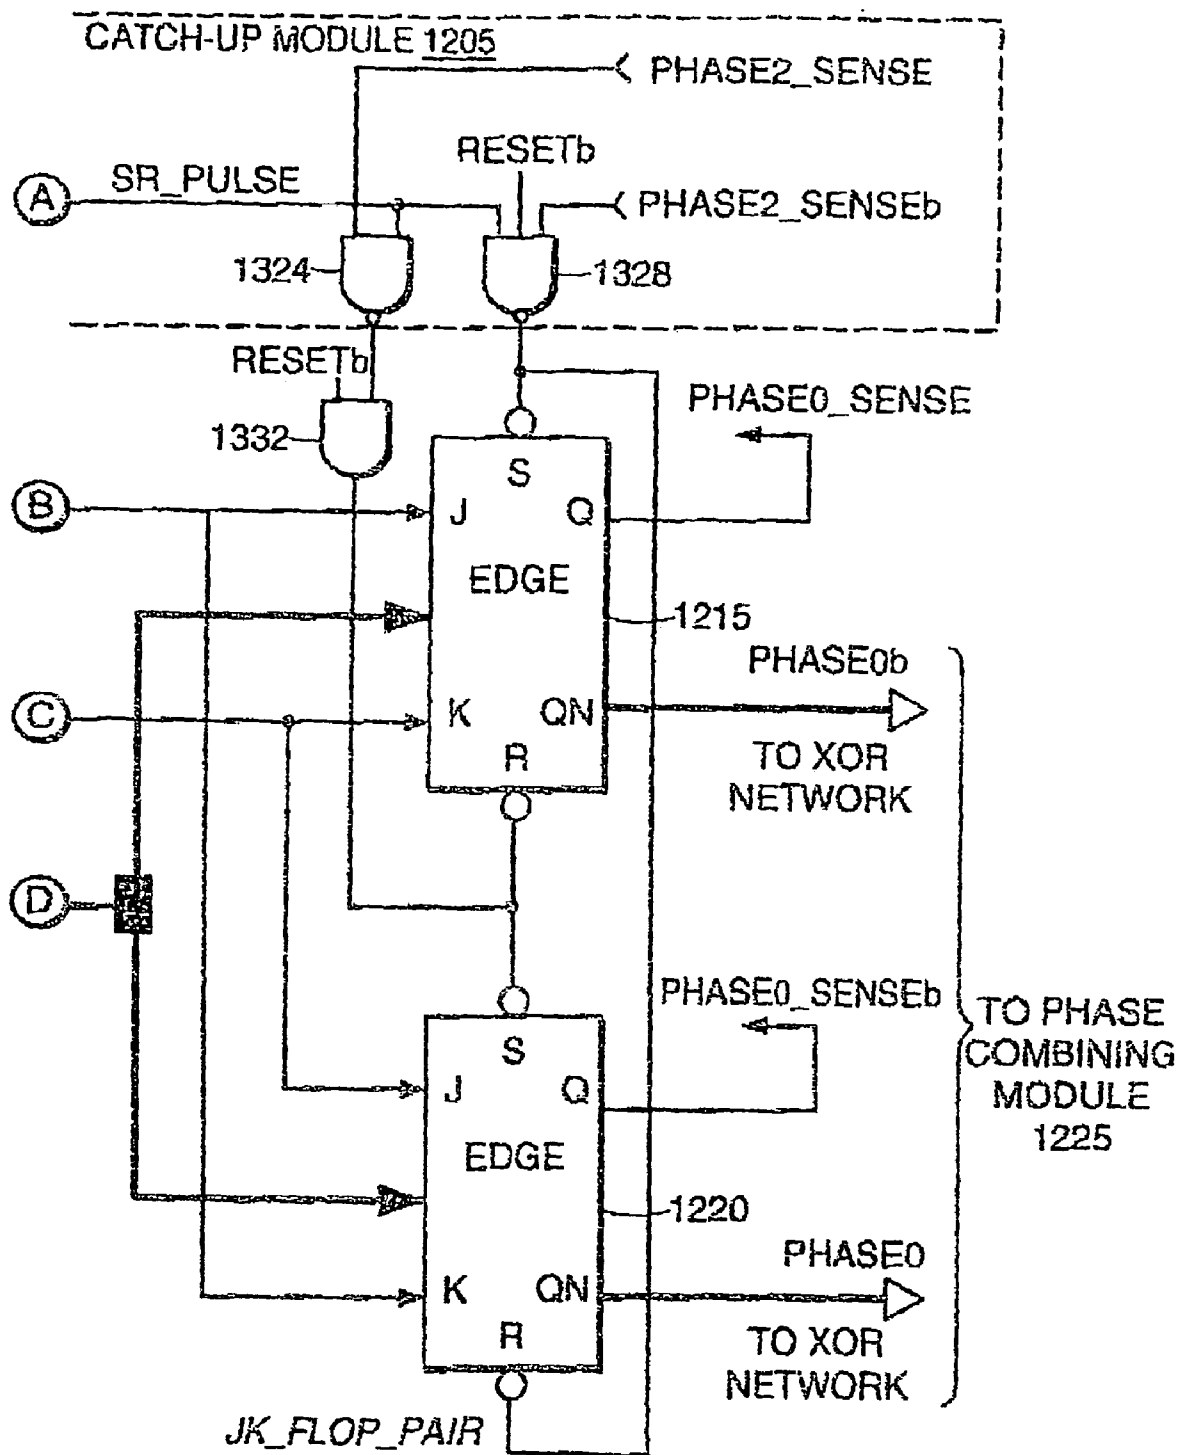 CATCH-UP MODULE 1205
PHASE2_SENSE
RESETb
A
SR_PULSE
PHASE2_SENSEb
1324
1328
RESETb
PHASE0_SENSE
1332
S
B
J
Q
EDGE
1215
PHASE0b
C
K
QN
R
TO XOR
NETWORK
D
PHASE0_SENSEb
S
TO PHASE
COMBINING
MODULE
1225
J
Q
EDGE
1220
PHASE0
K
QN
R
TO XOR
NETWORK
JK_FLOP_PAIR